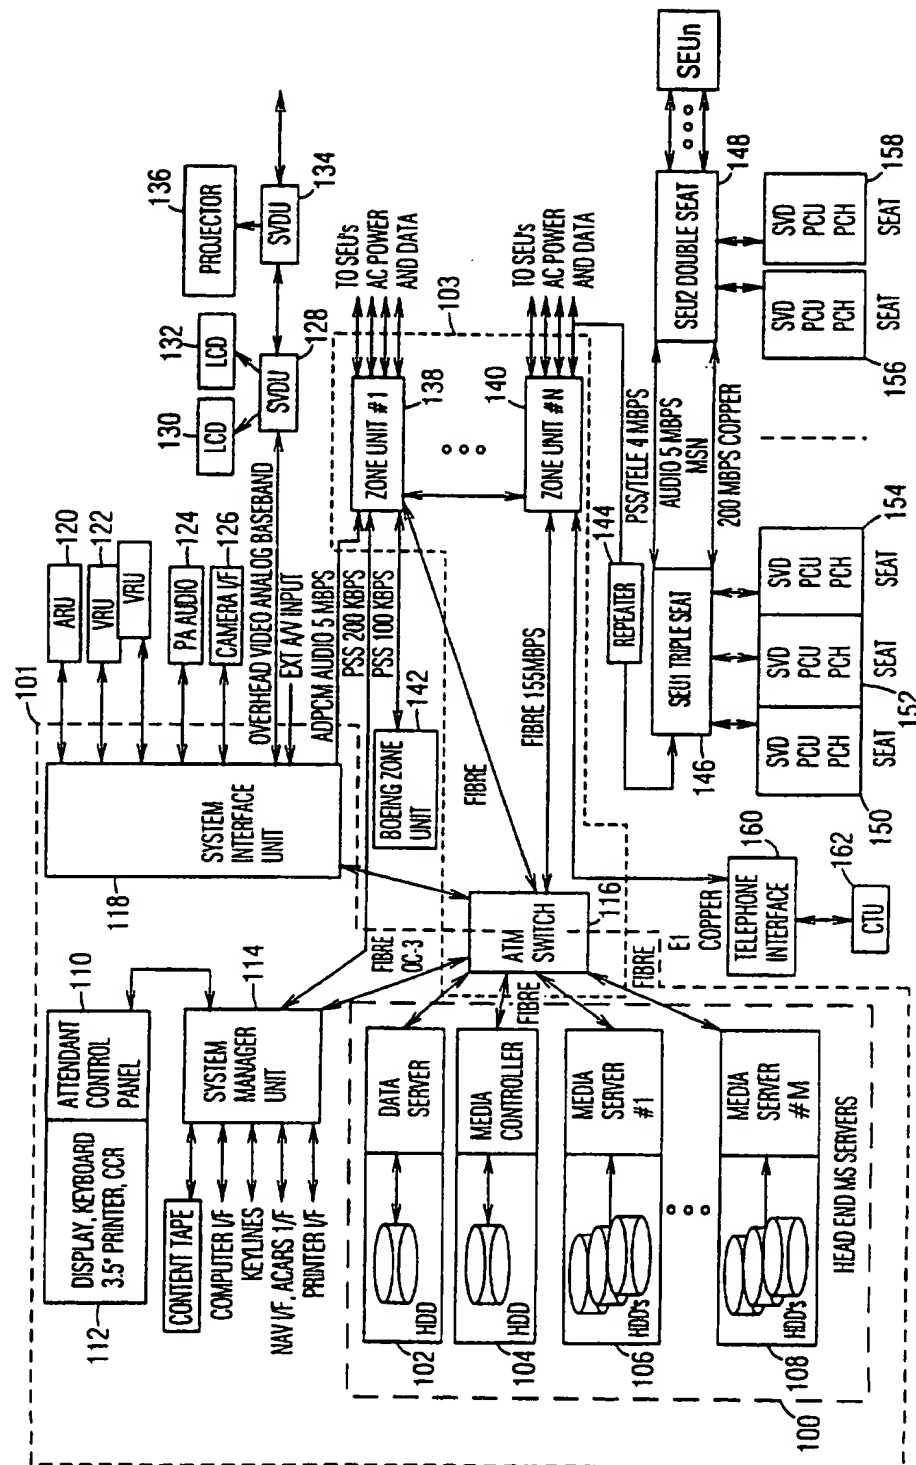 101
DISPLAY, KEYBOARD
3.5" PRINTER, CCR
112
ATTENDANT
CONTROL
PANEL
110
CONTENT TAPE
COMPUTER I/F
KEYLINES
NAV I/F, ACARS I/F
PRINTER I/F
SYSTEM
MANAGER
UNIT
114
SYSTEM
INTERFACE
UNIT
118
ARU
120
VRU
122
VRU
PA AUDIO
124
CAMERA I/F
126
OVERHEAD VIDEO ANALOG BASEBAND
EXT A/V INPUT
ADPCM AUDIO 5 MBPS
PSS 200 KBPS
PSS 100 KBPS
LCD
130
LCD
132
SVDU
128
PROJECTOR
136
SVDU
134
HDD
DATA
SERVER
102
HDD
MEDIA
CONTROLLER
104
HDD's
MEDIA
SERVER
#1
106
HDD's
MEDIA
SERVER
#M
108
HEAD END MS SERVERS
100
FIBRE
OC-3
FIBRE
FIBRE
ATM
SWITCH
116
FIBRE
FIBRE 155MBPS
BOEING ZONE
UNIT
142
ZONE UNIT #1
138
TO SEU's
AC POWER
AND DATA
103
ZONE UNIT #N
140
TO SEU's
AC POWER
AND DATA
E1
COPPER
TELEPHONE
INTERFACE
160
CTU
162
REPEATER
144
SEU1 TRIPLE SEAT
146
PSS/TELE 4 MBPS
AUDIO 5 MBPS
MSN
200 MBPS COPPER
SEU2 DOUBLE SEAT
148
SEUn
SVD
PCU
PCH
SEAT
150
SVD
PCU
PCH
SEAT
152
SVD
PCU
PCH
SEAT
154
SVD
PCU
PCH
SEAT
156
SVD
PCU
PCH
SEAT
158